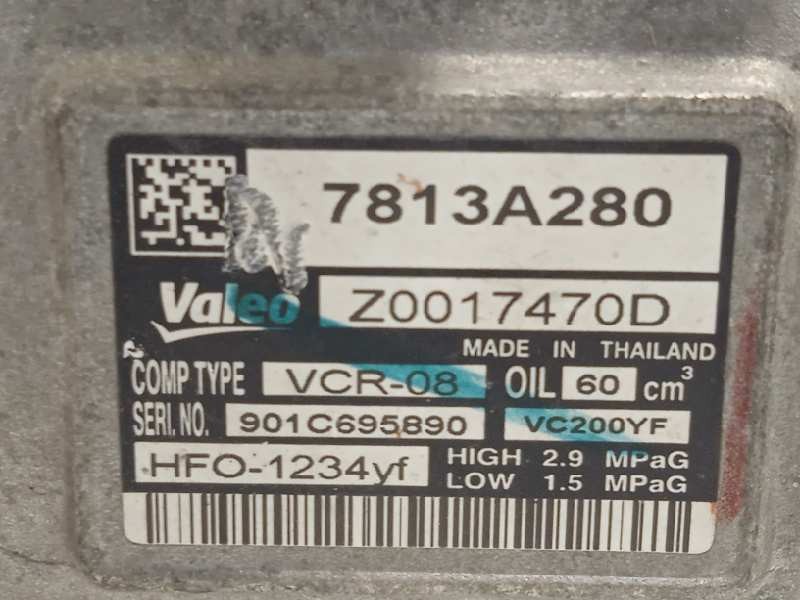 7813A280
Valeo Z0017470D
MADE IN THAILAND
COMP TYPE VCR-08 OIL 60 cm³
SERI. NO. 901C695890 VC200YF
HFO-1234yf HIGH 2.9 MPaG
LOW 1.5 MPaG